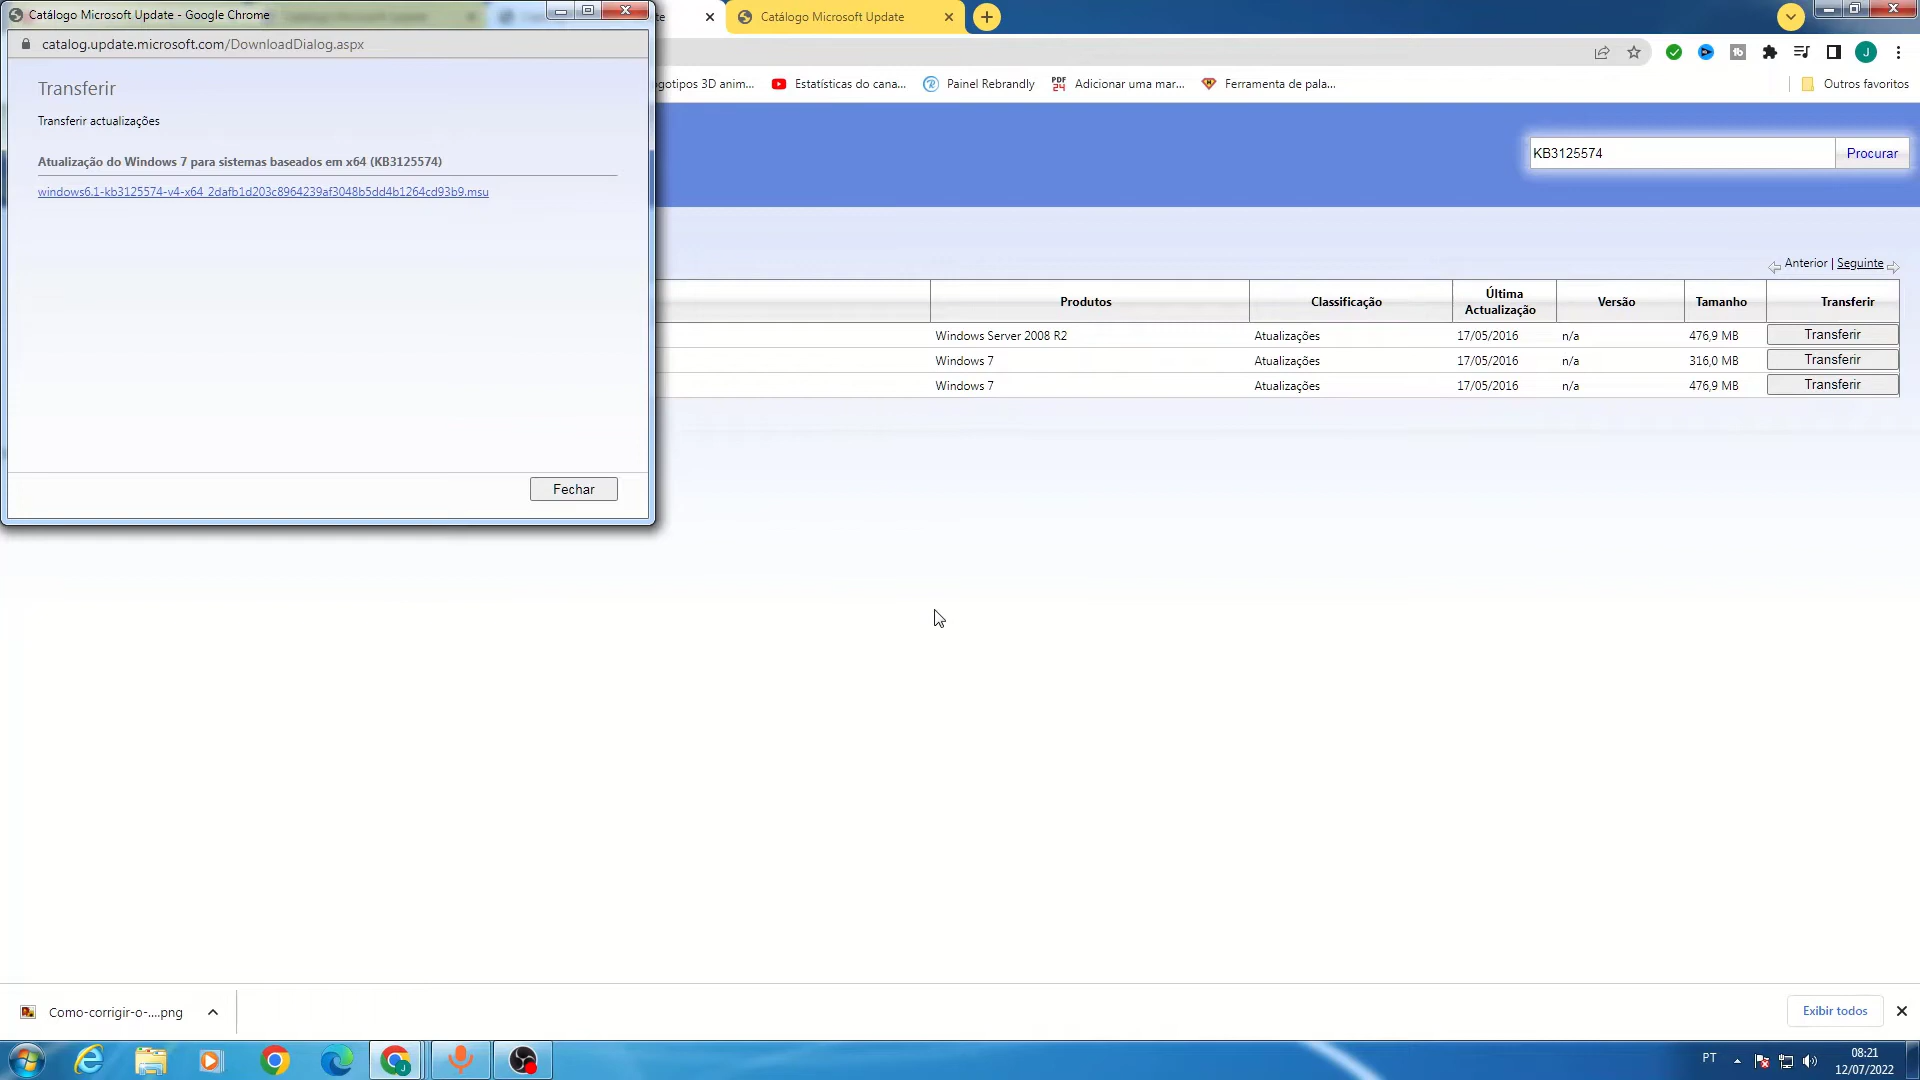 Catálogo Microsoft Update - Google Chrome
catalog.update.microsoft.com/DownloadDialog.aspx
Transferir
Transferir actualizações
Atualização do Windows 7 para sistemas baseados em x64 (KB3125574)
windows6.1-kb3125574-v4-x64_2dafb1d203c8964239af3048b5dd4b1264cd93b9.msu
Fechar
te
Catálogo Microsoft Update
J
gotipos 3D anim...
Estatísticas do cana...
Painel Rebrandly
PDF 24
Adicionar uma mar...
Ferramenta de pala...
Outros favoritos
KB3125574
Procurar
Anterior | Seguinte
Produtos Classificação Última Actualização Versão Tamanho Transferir
Windows Server 2008 R2 Atualizações 17/05/2016 n/a 476,9 MB Transferir
Windows 7 Atualizações 17/05/2016 n/a 316,0 MB Transferir
Windows 7 Atualizações 17/05/2016 n/a 476,9 MB Transferir
Como-corrigir-o-....png
Exibir todos
PT
08:21
12/07/2022